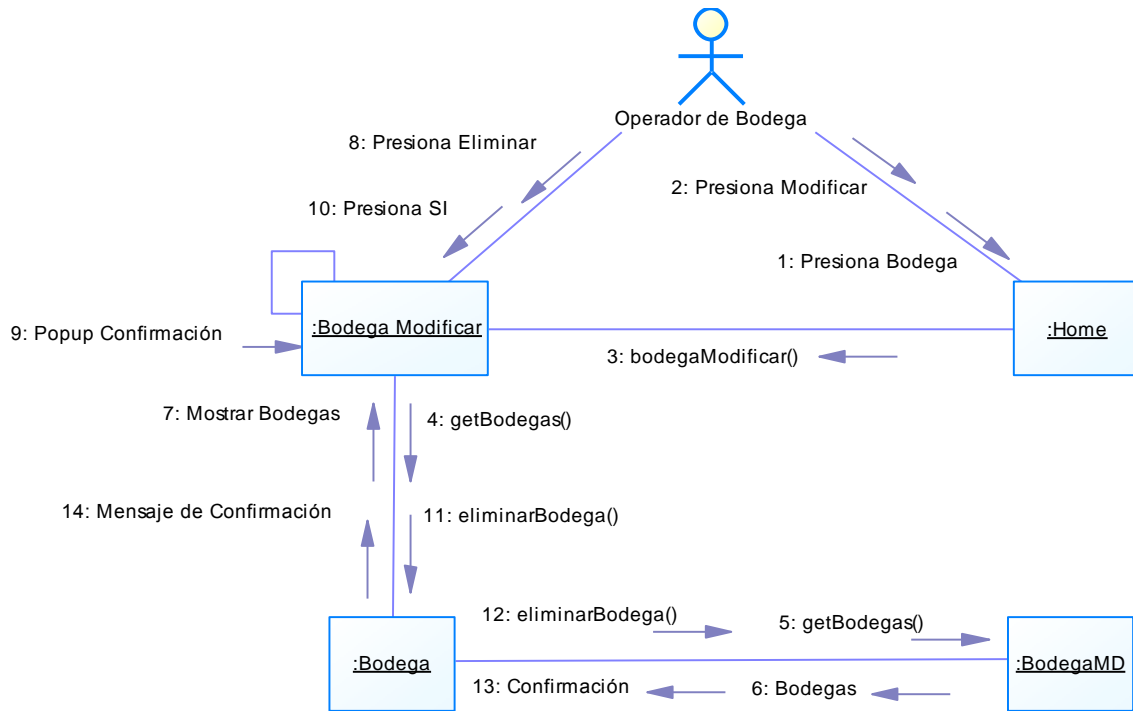 Operador de Bodega
8: Presiona Eliminar
2: Presiona Modificar
10: Presiona SI
1: Presiona Bodega
:Bodega Modificar
:Home
9: Popup Confirmación
3: bodegaModificar()
7: Mostrar Bodegas
4: getBodegas()
14: Mensaje de Confirmación
11: eliminarBodega()
12: eliminarBodega()
5: getBodegas()
:Bodega
:BodegaMD
13: Confirmación
6: Bodegas